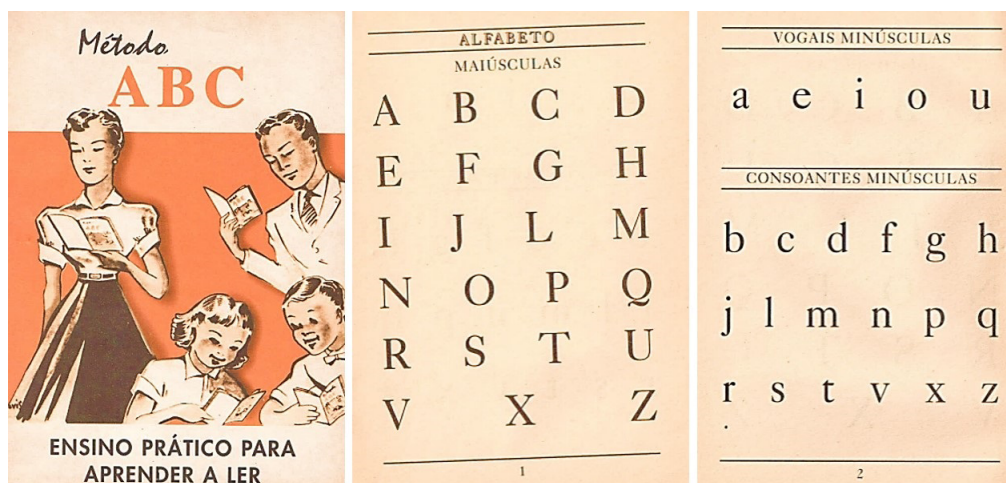 Método
ABC
ENSINO PRÁTICO PARA
APRENDER A LER
ALFABETO
MAIÚSCULAS
A B C D
E F G H
I J L M
N O P Q
R S T U
V X Z
1
VOGAIS MINÚSCULAS
a e i o u
CONSOANTES MINÚSCULAS
b c d f g h
j l m n p q
r s t v x z
2